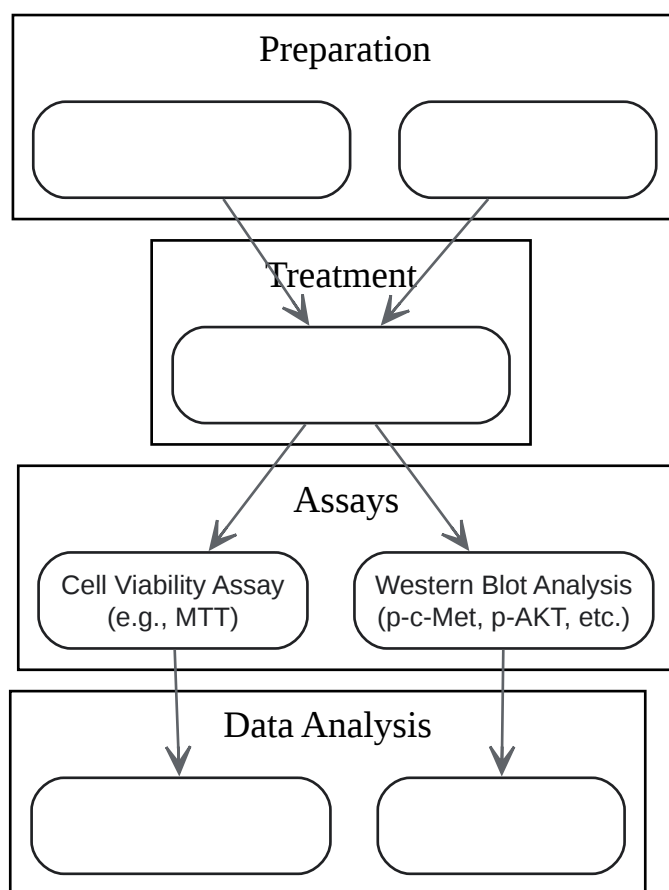 Preparation
Treatment
Assays
Cell Viability Assay
(e.g., MTT)
Western Blot Analysis
(p-c-Met, p-AKT, etc.)
Data Analysis